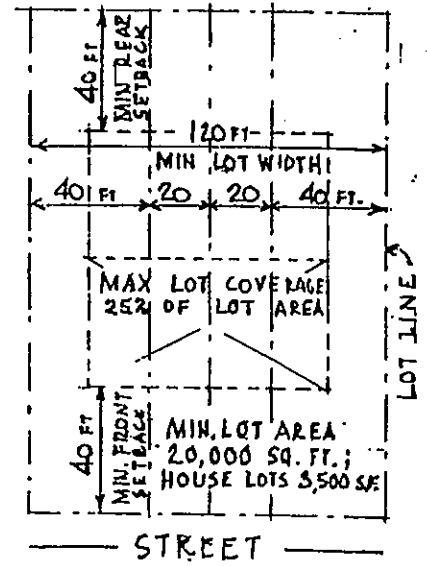 40 FT
MIN REAR
SETBACK
120 FT
MIN LOT WIDTH
40 FT
20
20
40 FT.
MAX LOT COVERAGE
25% OF LOT AREA
LOT LINE
40 FT
MIN. FRONT
SETBACK
MIN. LOT AREA
20,000 SQ. FT.;
HOUSE LOTS 3,500 S.F.
STREET